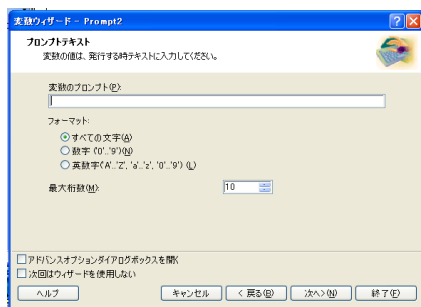 変数ウィザード - Prompt2
プロンプトテキスト
変数の値は、発行する時テキストに入力してください。
変数のプロンプト(P):
フォーマット:
すべての文字(A)
数字 ('0'..'9')(N)
英数字('A'..'Z', 'a'..'z', '0'..'9') (L)
最大桁数(M): 10
アドバンスオプションダイアログボックスを開く
次回はウィザードを使用しない
ヘルプ キャンセル < 戻る(B) 次へ>(N) 終了(F)